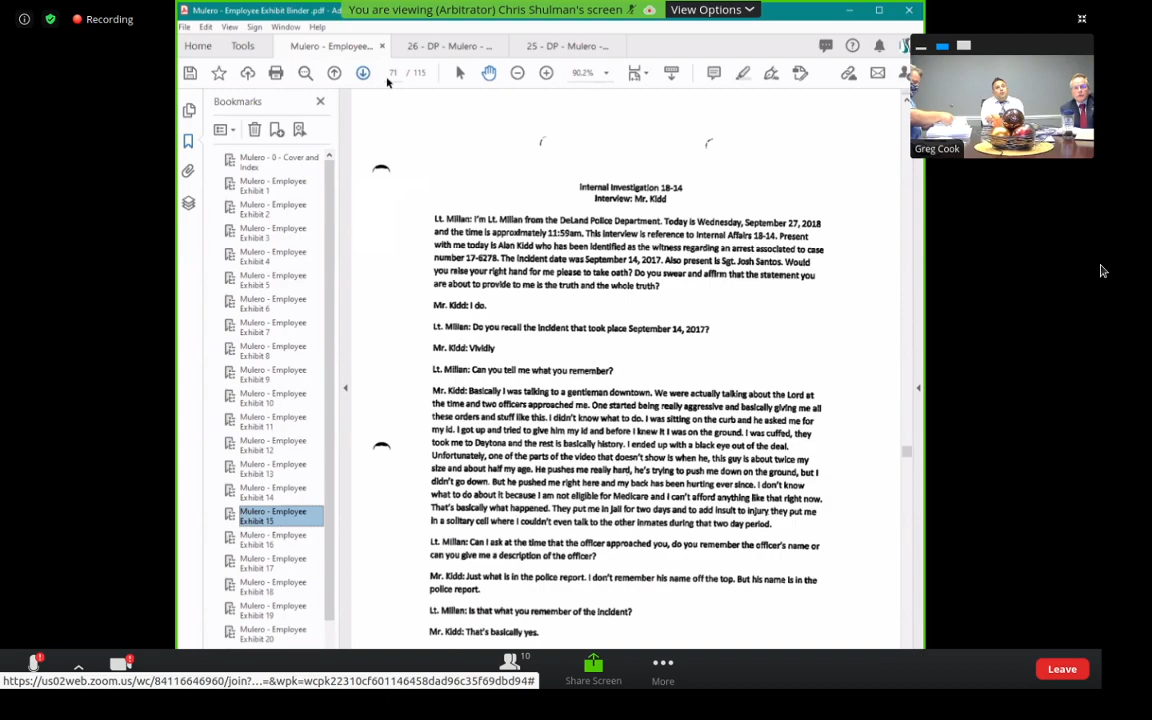 Recording
Mulero - Employee Exhibit Binder .pdf - Ad
You are viewing (Arbitrator) Chris Shulman's screen
View Options
File Edit View Sign Window Help
Home Tools Mulero - Employee... × 26 - DP - Mulero - ... 25 - DP - Mulero -...
71 / 115 90.2%
Greg Cook
Bookmarks
Mulero - 0 - Cover and
Index
Mulero - Employee
Exhibit 1
Mulero - Employee
Exhibit 2
Mulero - Employee
Exhibit 3
Mulero - Employee
Exhibit 4
Mulero - Employee
Exhibit 5
Mulero - Employee
Exhibit 6
Mulero - Employee
Exhibit 7
Mulero - Employee
Exhibit 8
Mulero - Employee
Exhibit 9
Mulero - Employee
Exhibit 10
Mulero - Employee
Exhibit 11
Mulero - Employee
Exhibit 12
Mulero - Employee
Exhibit 13
Mulero - Employee
Exhibit 14
Mulero - Employee
Exhibit 15
Mulero - Employee
Exhibit 16
Mulero - Employee
Exhibit 17
Mulero - Employee
Exhibit 18
Mulero - Employee
Exhibit 19
Mulero - Employee
Exhibit 20
Internal Investigation 18-14
Interview: Mr. Kidd
Lt. Millan: I'm Lt. Millan from the DeLand Police Department. Today is Wednesday, September 27, 2018
and the time is approximately 11:59am. This interview is reference to Internal Affairs 18-14. Present
with me today is Alan Kidd who has been identified as the witness regarding an arrest associated to case
number 17-6278. The incident date was September 14, 2017. Also present is Sgt. Josh Santos. Would
you raise your right hand for me please to take oath? Do you swear and affirm that the statement you
are about to provide to me is the truth and the whole truth?
Mr. Kidd: I do.
Lt. Millan: Do you recall the incident that took place September 14, 2017?
Mr. Kidd: Vividly
Lt. Millan: Can you tell me what you remember?
Mr. Kidd: Basically I was talking to a gentleman downtown. We were actually talking about the Lord at
the time and two officers approached me. One started being really aggressive and basically giving me all
these orders and stuff like this. I didn't know what to do. I was sitting on the curb and he asked me for
my id. I got up and tried to give him my id and before I knew it I was on the ground. I was cuffed, they
took me to Daytona and the rest is basically history. I ended up with a black eye out of the deal.
Unfortunately, one of the parts of the video that doesn't show is when he, this guy is about twice my
size and about half my age. He pushes me really hard, he's trying to push me down on the ground, but I
didn't go down. But he pushed me right here and my back has been hurting ever since. I don't know
what to do about it because I am not eligible for Medicare and I can't afford anything like that right now.
That's basically what happened. They put me in jail for two days and to add insult to injury they put me
in a solitary cell where I couldn't even talk to the other inmates during that two day period.
Lt. Millan: Can I ask at the time that the officer approached you, do you remember the officer's name or
can you give me a description of the officer?
Mr. Kidd: Just what is in the police report. I don't remember his name off the top. But his name is in the
police report.
Lt. Millan: Is that what you remember of the incident?
Mr. Kidd: That's basically yes.
10
Share Screen
More
Leave
https://us02web.zoom.us/wc/84116646960/join?...=&wpk=wcpk22310cf601146458dad96c35f69dbd94#